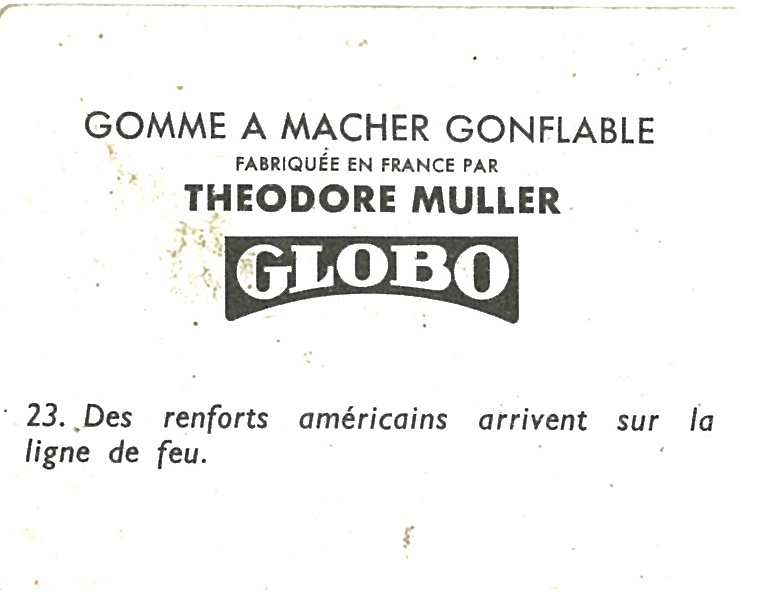 GOMME A MACHER GONFLABLE
FABRIQUÉE EN FRANCE PAR
THEODORE MULLER
GLOBO
23. Des renforts américains arrivent sur la
ligne de feu.